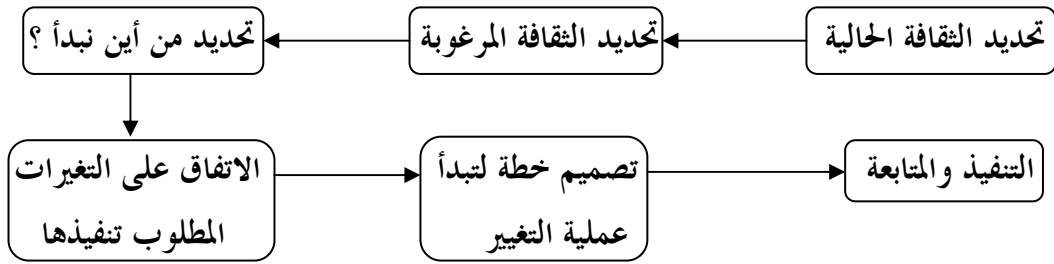 تحديد الثقافة الحالية
تحديد الثقافة المرغوبة
تحديد من أين نبدأ ؟
الاتفاق على التغيرات
المطلوب تنفيذها
تصميم خطة لتبدأ
عملية التغيير
التنفيذ والمتابعة